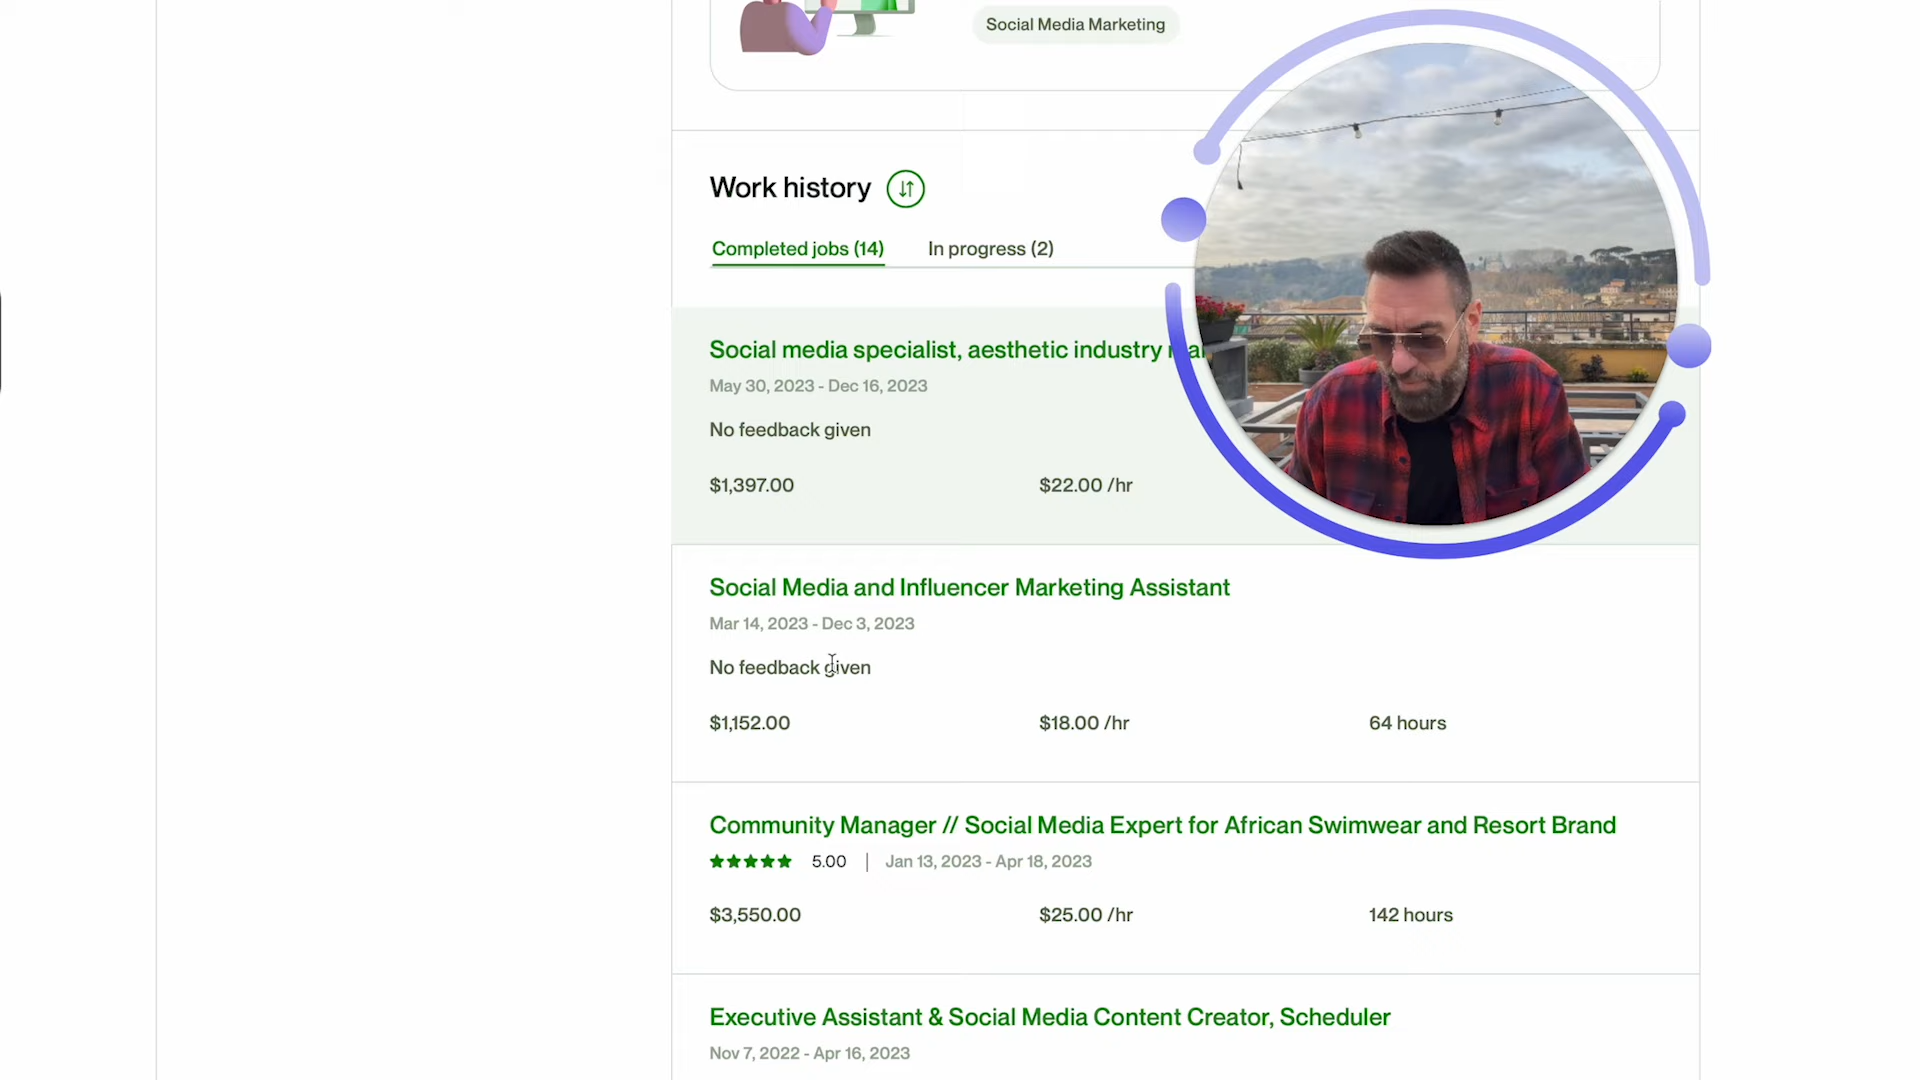 Social Media Marketing
Work history
Completed jobs (14)
In progress (2)
Social media specialist, aesthetic industry
May 30, 2023 - Dec 16, 2023
No feedback given
$1,397.00
$22.00 /hr
Social Media and Influencer Marketing Assistant
Mar 14, 2023 - Dec 3, 2023
No feedback given
$1,152.00
$18.00 /hr
64 hours
Community Manager // Social Media Expert for African Swimwear and Resort Brand
5.00 | Jan 13, 2023 - Apr 18, 2023
$3,550.00
$25.00 /hr
142 hours
Executive Assistant & Social Media Content Creator, Scheduler
Nov 7, 2022 - Apr 16, 2023